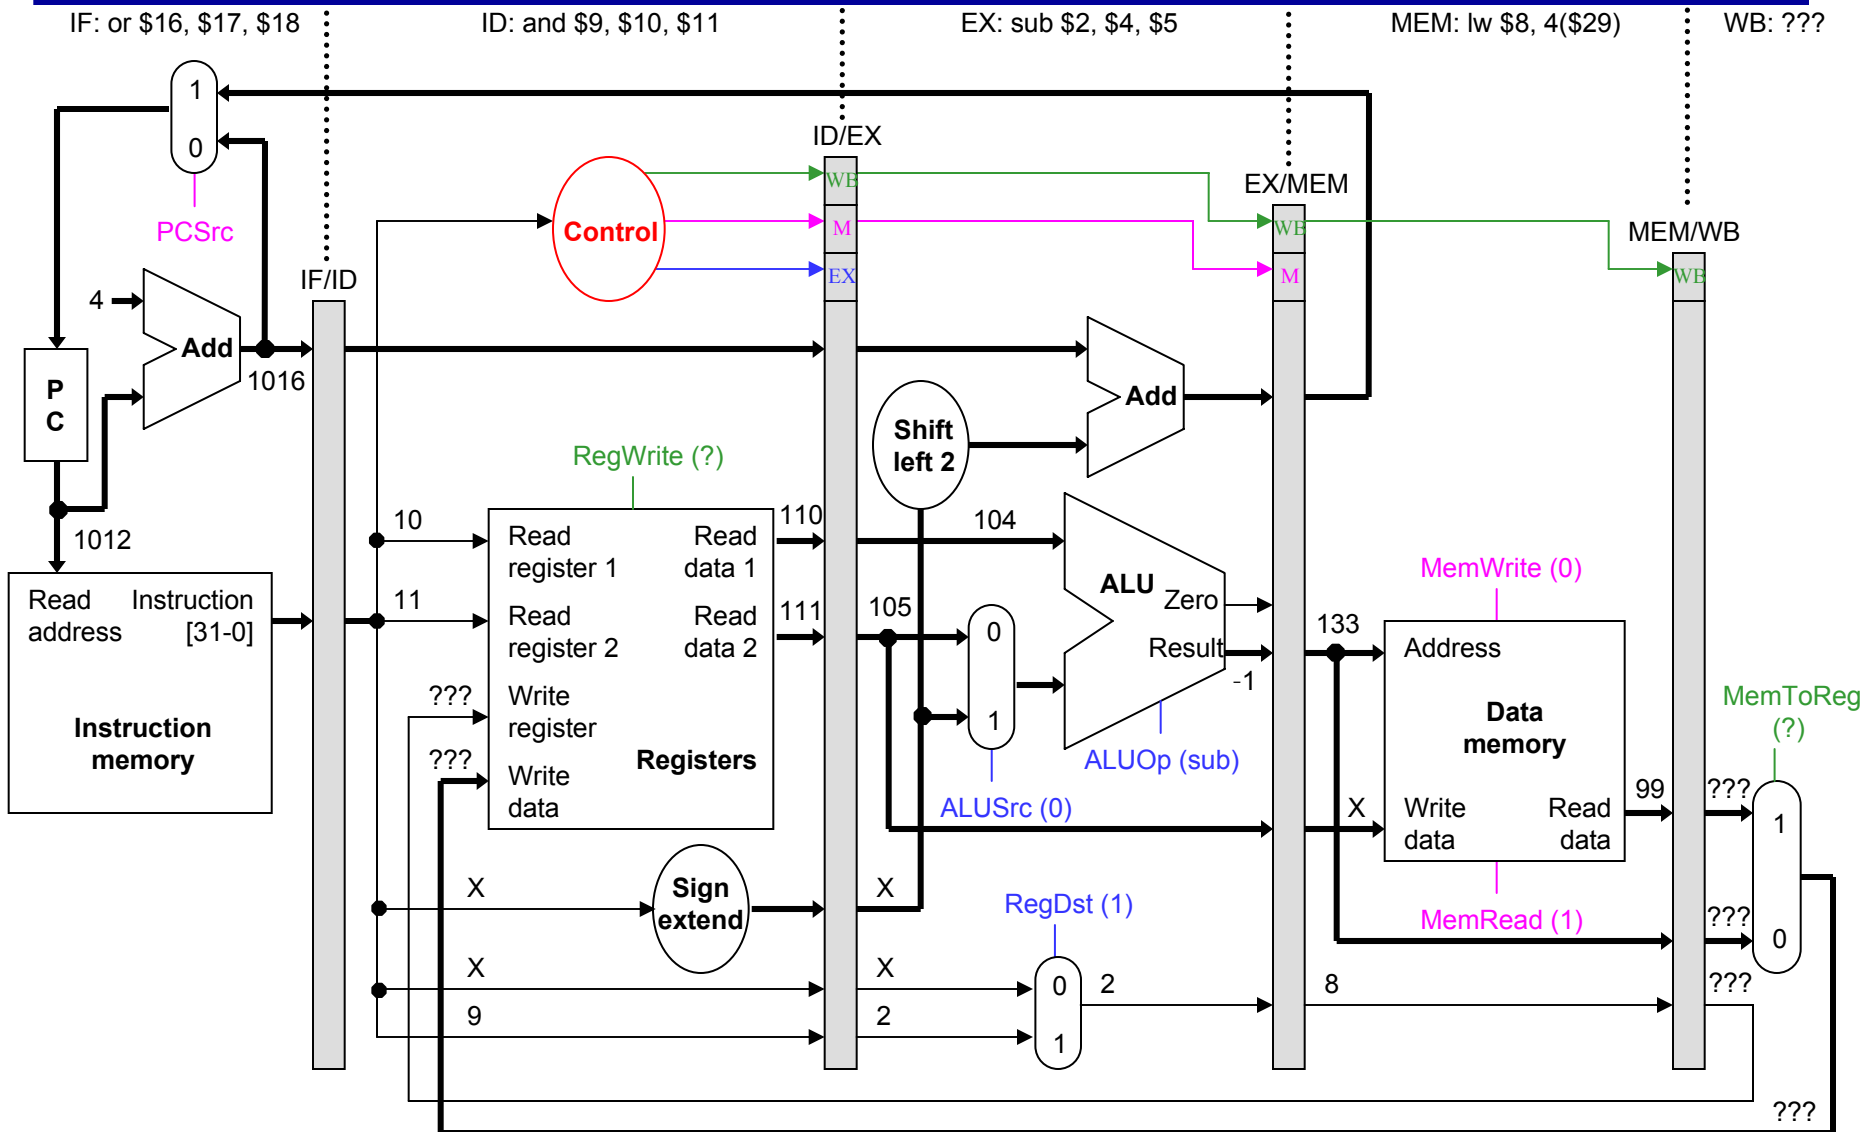 IF: or $16, $17, $18
ID: and $9, $10, $11
EX: sub $2, $4, $5
MEM: lw $8, 4($29)
WB: ???
1
0
PCSrc
4
Add
1016
P
C
1012
Read
address
Instruction
[31-0]
Instruction
memory
IF/ID
Control
ID/EX
WB
M
EX
RegWrite (?)
10
11
???
???
Read
register 1
Read
data 1
Read
register 2
Read
data 2
Write
register
Write
data
Registers
110
111
X
Sign
extend
X
9
Shift
left 2
Add
104
105
0
1
ALUSrc (0)
ALU
Zero
Result
-1
ALUOp (sub)
X
X
2
RegDst (1)
0
1
2
EX/MEM
WB
M
133
MemWrite (0)
Address
Data
memory
X
Write
data
Read
data
99
MemRead (1)
8
MEM/WB
WB
MemToReg
(?)
???
1
???
0
???
???